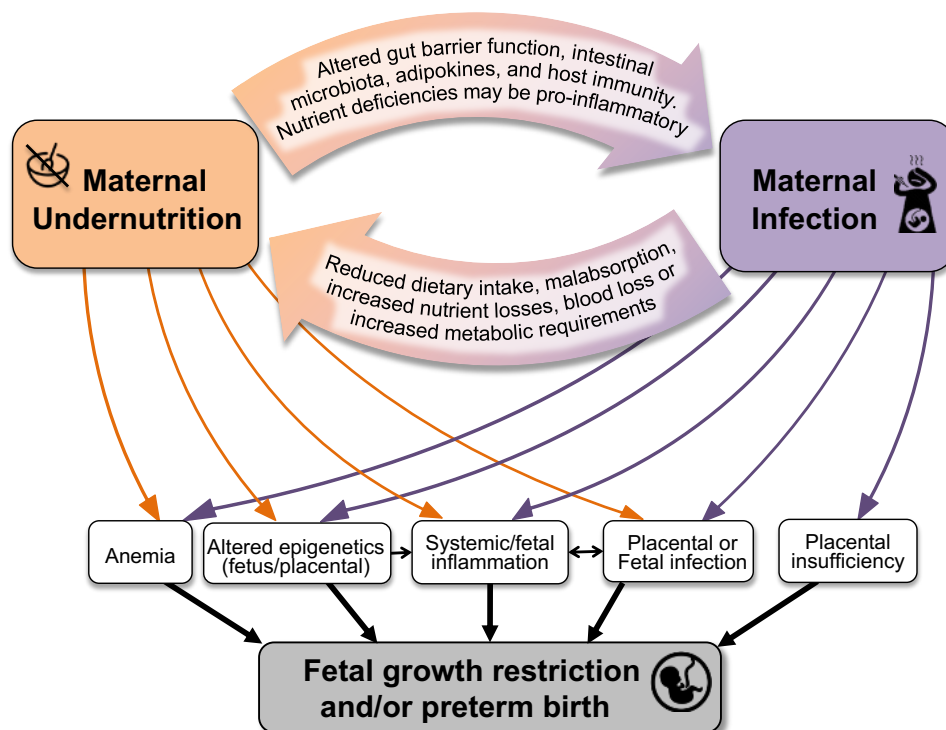 Altered gut barrier function, intestinal
microbiota, adipokines, and host immunity.
Nutrient deficiencies may be pro-inflammatory
Maternal
Undernutrition
Maternal
Infection
Reduced dietary intake, malabsorption,
increased nutrient losses, blood loss or
increased metabolic requirements
Anemia
Altered epigenetics
(fetus/placental)
Systemic/fetal
inflammation
Placental or
Fetal infection
Placental
insufficiency
Fetal growth restriction
and/or preterm birth